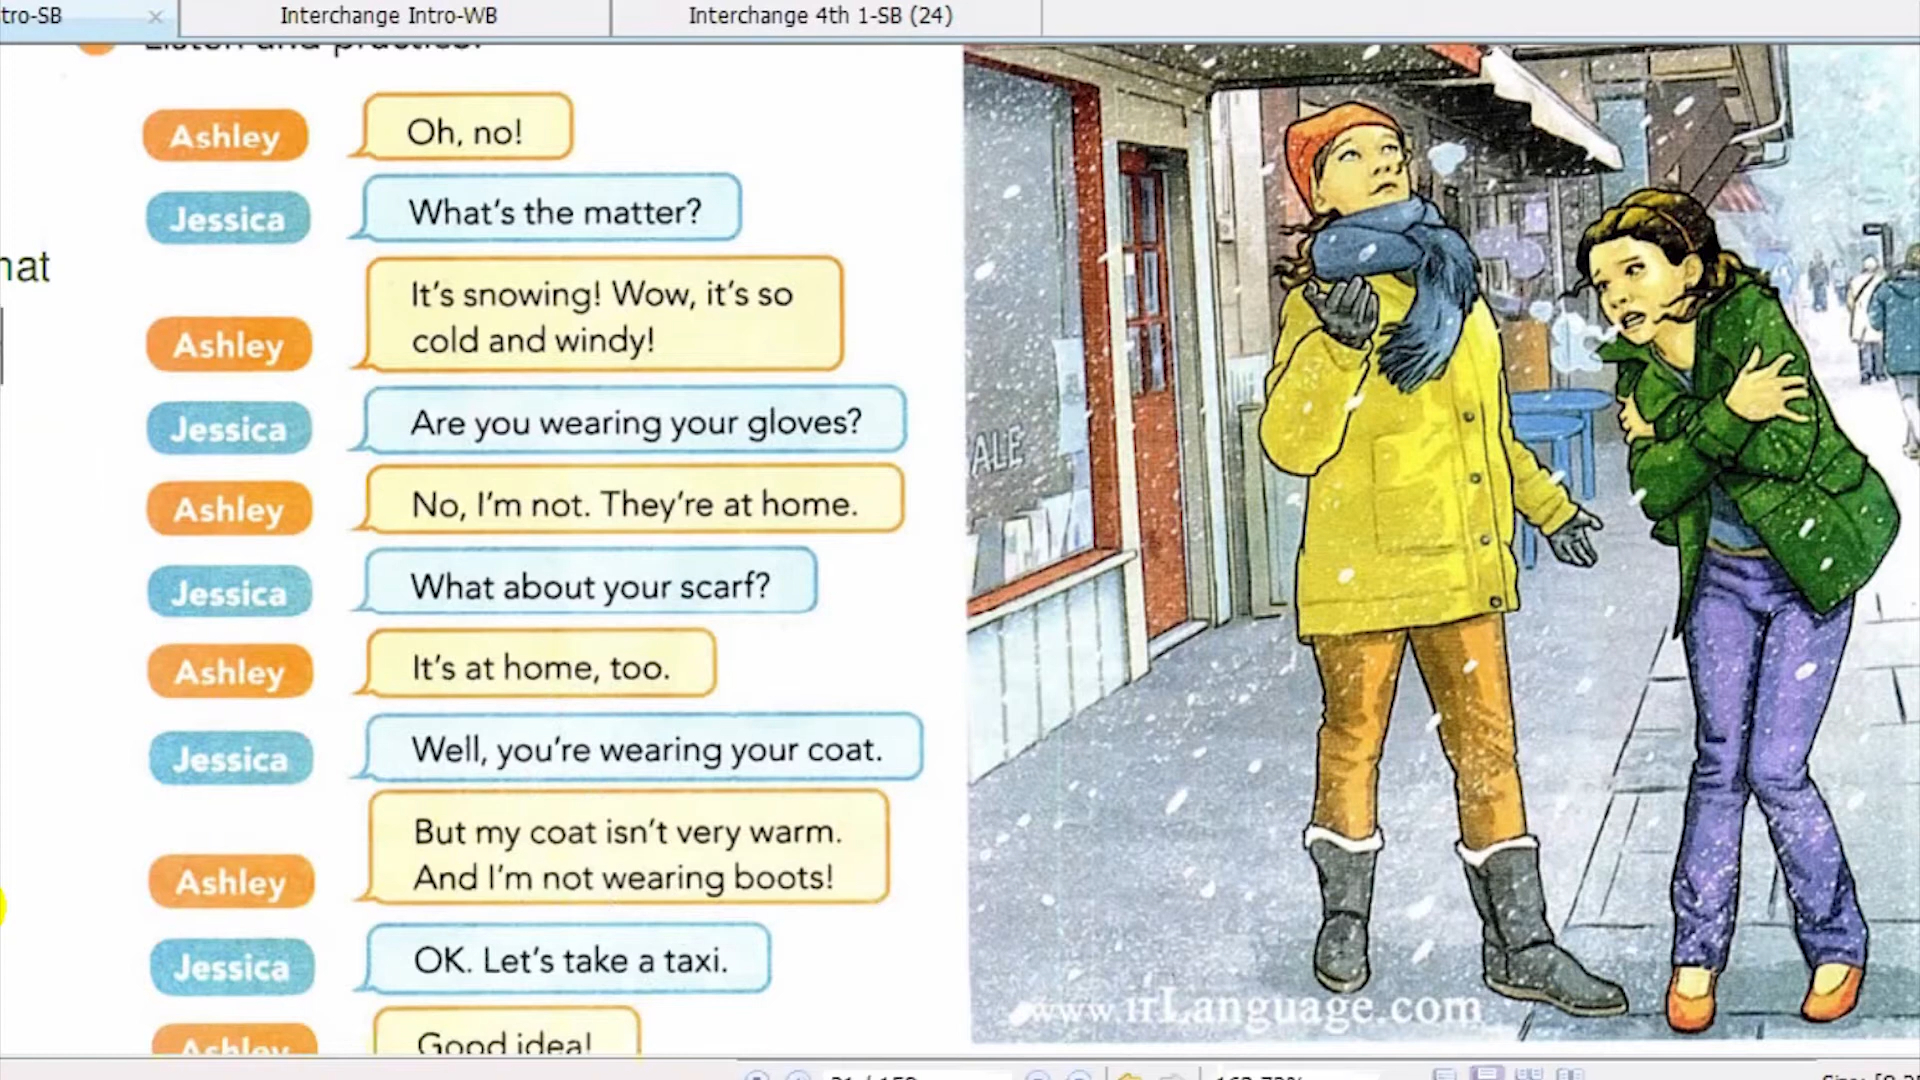 tro-SB
Interchange Intro-WB
Interchange 4th 1-SB (24)
Listen and practice.
Ashley
Oh, no!
Jessica
What's the matter?
Ashley
It's snowing! Wow, it's so
cold and windy!
Jessica
Are you wearing your gloves?
Ashley
No, I'm not. They're at home.
Jessica
What about your scarf?
Ashley
It's at home, too.
Jessica
Well, you're wearing your coat.
Ashley
But my coat isn't very warm.
And I'm not wearing boots!
Jessica
OK. Let's take a taxi.
Ashley
Good idea!
hat
ALE
www.irLanguage.com